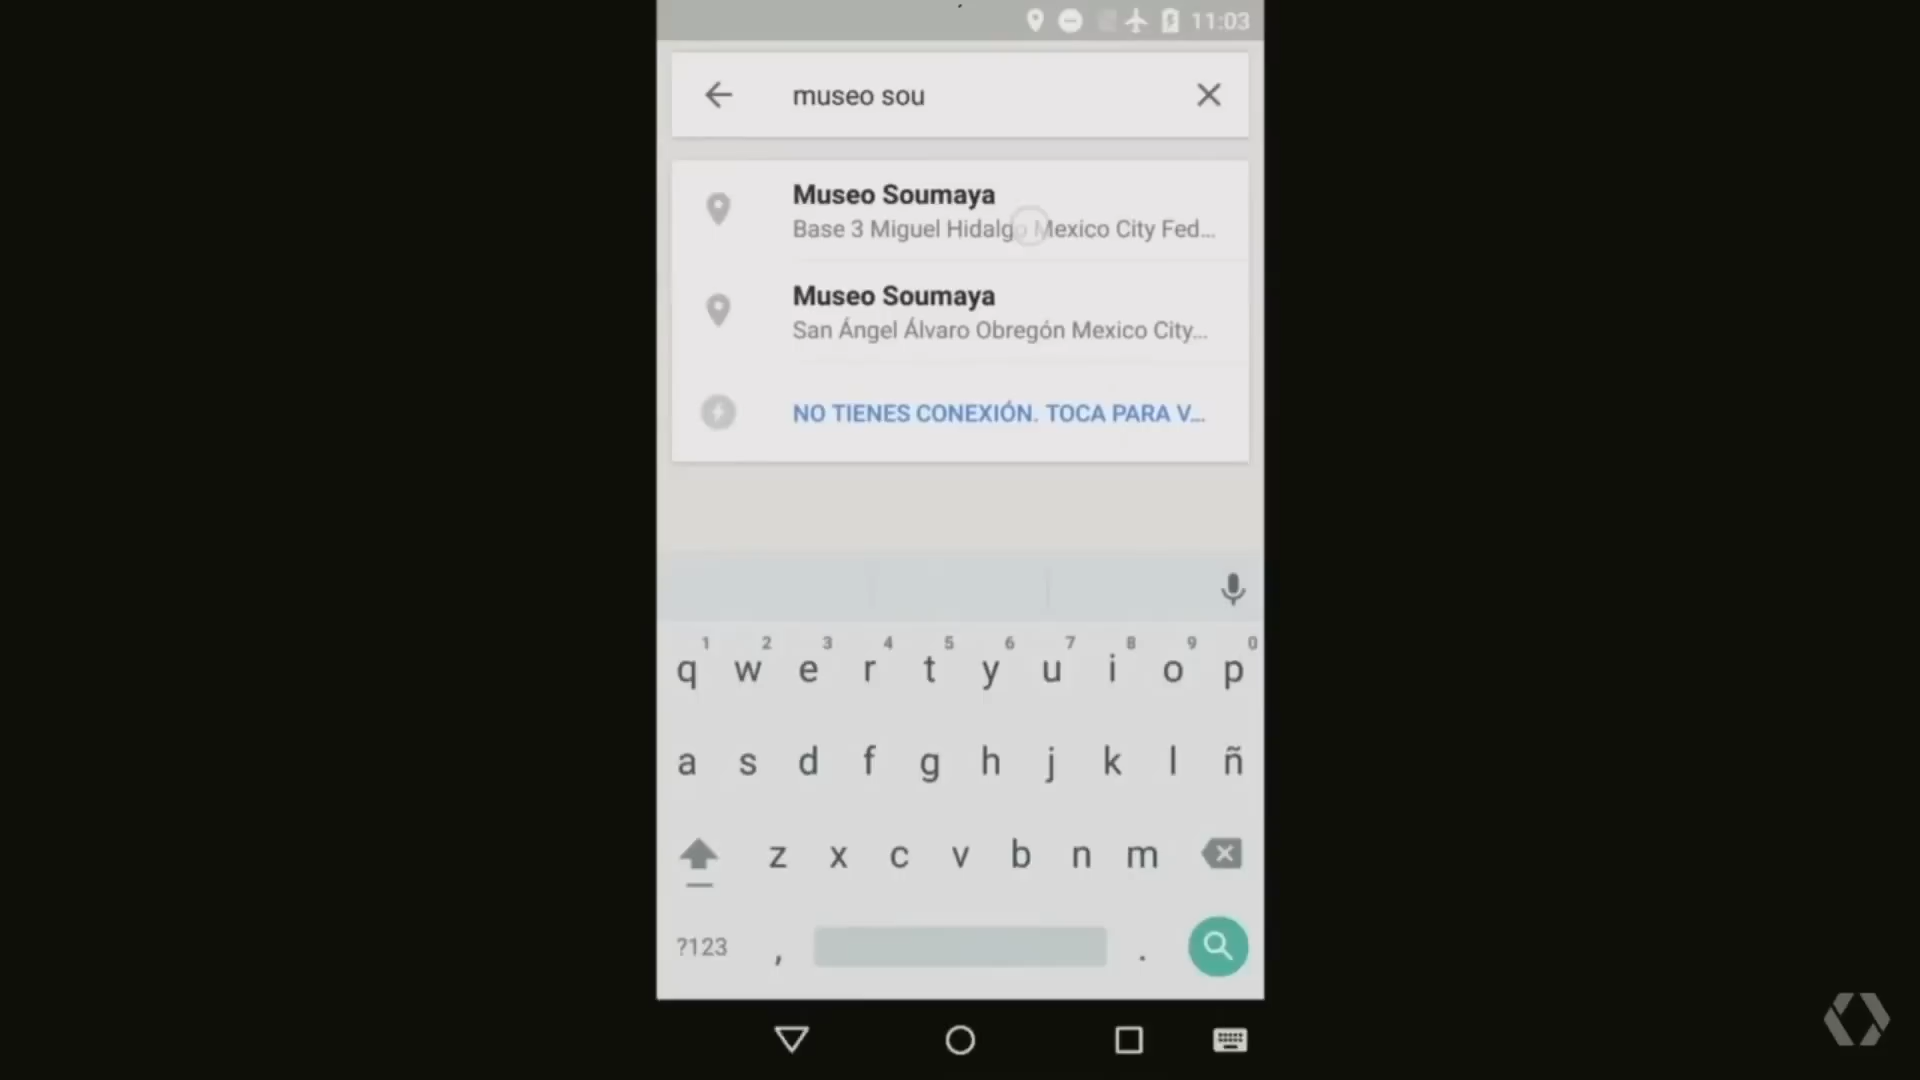 11:03
museo sou
Museo Soumaya
Base 3 Miguel Hidalgo Mexico City Fed...
Museo Soumaya
San Ángel Álvaro Obregón Mexico City...
NO TIENES CONEXIÓN. TOCA PARA V...
1 2 3 4 5 6 7 8 9 0
q w e r t y u i o p
a s d f g h j k l ñ
z x c v b n m
?123 , .